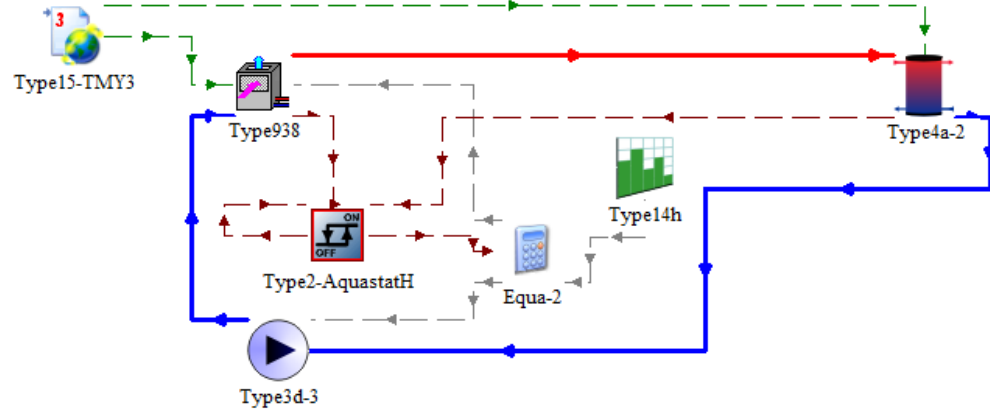 3
Type15-TMY3
Type938
Type4a-2
Type14h
ON
OFF
Type2-AquastatH
Equa-2
Type3d-3